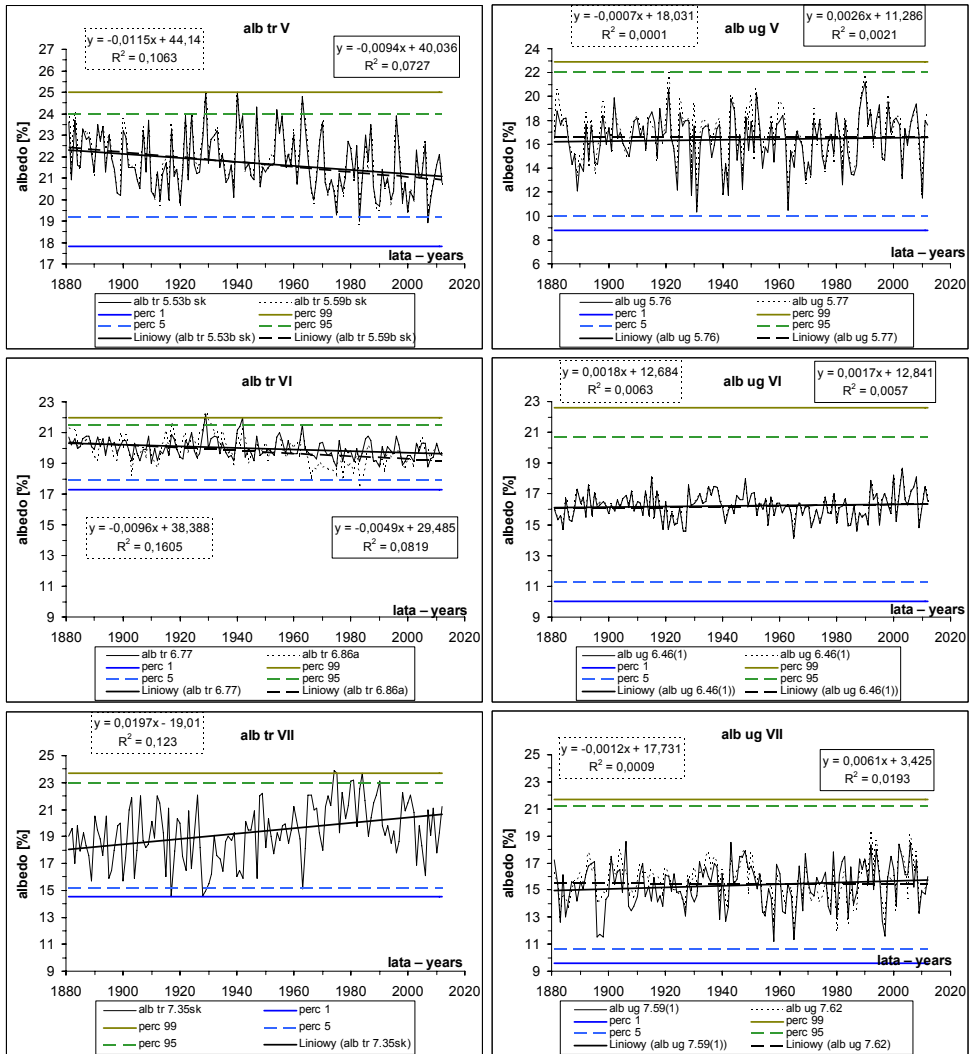 alb tr V
y = -0,0115x + 44,14
R² = 0,1063
y = -0,0094x + 40,036
R² = 0,0727
albedo [%]
27
26
25
24
23
22
21
20
19
18
17
lata – years
1880 1900 1920 1940 1960 1980 2000 2020
alb tr 5.53b sk alb tr 5.59b sk
perc 1 perc 99
perc 5 perc 95
Liniowy (alb tr 5.53b sk) Liniowy (alb tr 5.59b sk)
alb ug V
y = -0,0007x + 18,031
R² = 0,0001
y = 0,0026x + 11,286
R² = 0,0021
albedo [%]
24
22
20
18
16
14
12
10
8
6
lata – years
1880 1900 1920 1940 1960 1980 2000 2020
alb ug 5.76 alb ug 5.77
perc 1 perc 99
perc 5 perc 95
Liniowy (alb ug 5.76) Liniowy (alb ug 5.77)
alb tr VI
albedo [%]
23
21
19
17
15
13
11
9
y = -0,0096x + 38,388
R² = 0,1605
y = -0,0049x + 29,485
R² = 0,0819
lata – years
1880 1900 1920 1940 1960 1980 2000 2020
alb tr 6.77 alb tr 6.86a
perc 1 perc 99
perc 5 perc 95
Liniowy (alb tr 6.77) Liniowy (alb tr 6.86a)
alb ug VI
y = 0,0018x + 12,684
R² = 0,0063
y = 0,0017x + 12,841
R² = 0,0057
albedo [%]
23
21
19
17
15
13
11
9
lata – years
1880 1900 1920 1940 1960 1980 2000 2020
alb ug 6.46(1) alb ug 6.46(1)
perc 1 perc 99
perc 5 perc 95
Liniowy (alb ug 6.46(1)) Liniowy (alb ug 6.46(1))
alb tr VII
y = 0,0197x - 19,01
R² = 0,123
albedo [%]
25
23
21
19
17
15
13
11
9
lata – years
1880 1900 1920 1940 1960 1980 2000 2020
alb tr 7.35sk perc 1
perc 99 perc 5
perc 95 Liniowy (alb tr 7.35sk)
alb ug VII
y = -0,0012x + 17,731
R² = 0,0009
y = 0,0061x + 3,425
R² = 0,0193
albedo [%]
25
23
21
19
17
15
13
11
9
lata – years
1880 1900 1920 1940 1960 1980 2000 2020
alb ug 7.59(1) alb ug 7.62
perc 1 perc 99
perc 5 perc 95
Liniowy (alb ug 7.59(1)) Liniowy (alb ug 7.62)